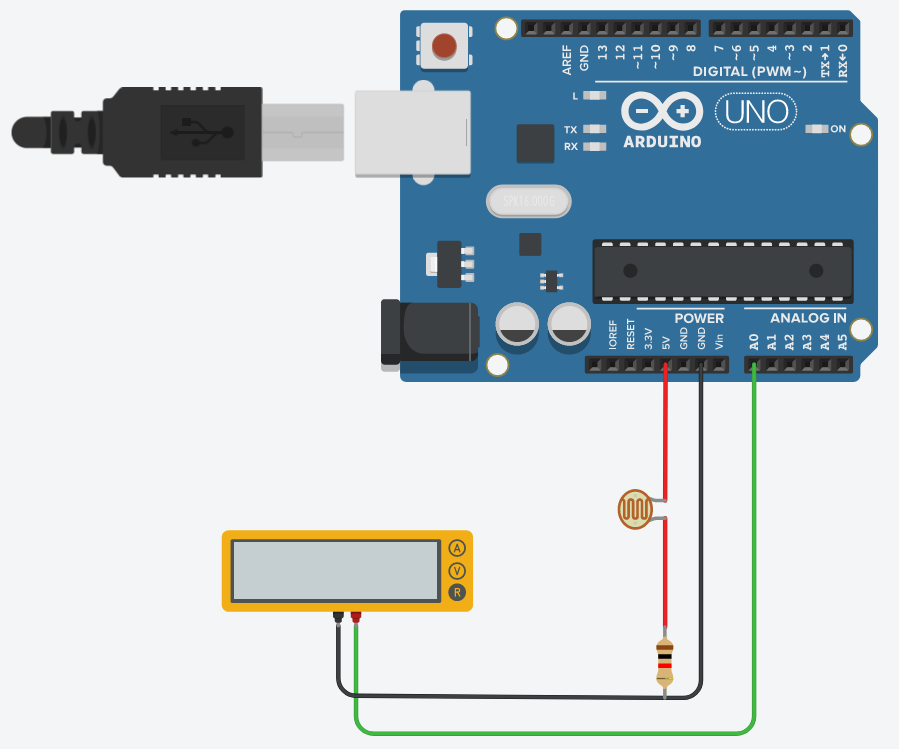 AREF
GND
13
12
~11
~10
~9
8
7
~6
~5
4
~3
2
TX→1
RX←0
DIGITAL (PWM~)
L
TX
RX
UNO
ARDUINO
ON
SPK16.000G
POWER
ANALOG IN
IOREF
RESET
3.3V
5V
GND
GND
Vin
A0
A1
A2
A3
A4
A5
A
V
R